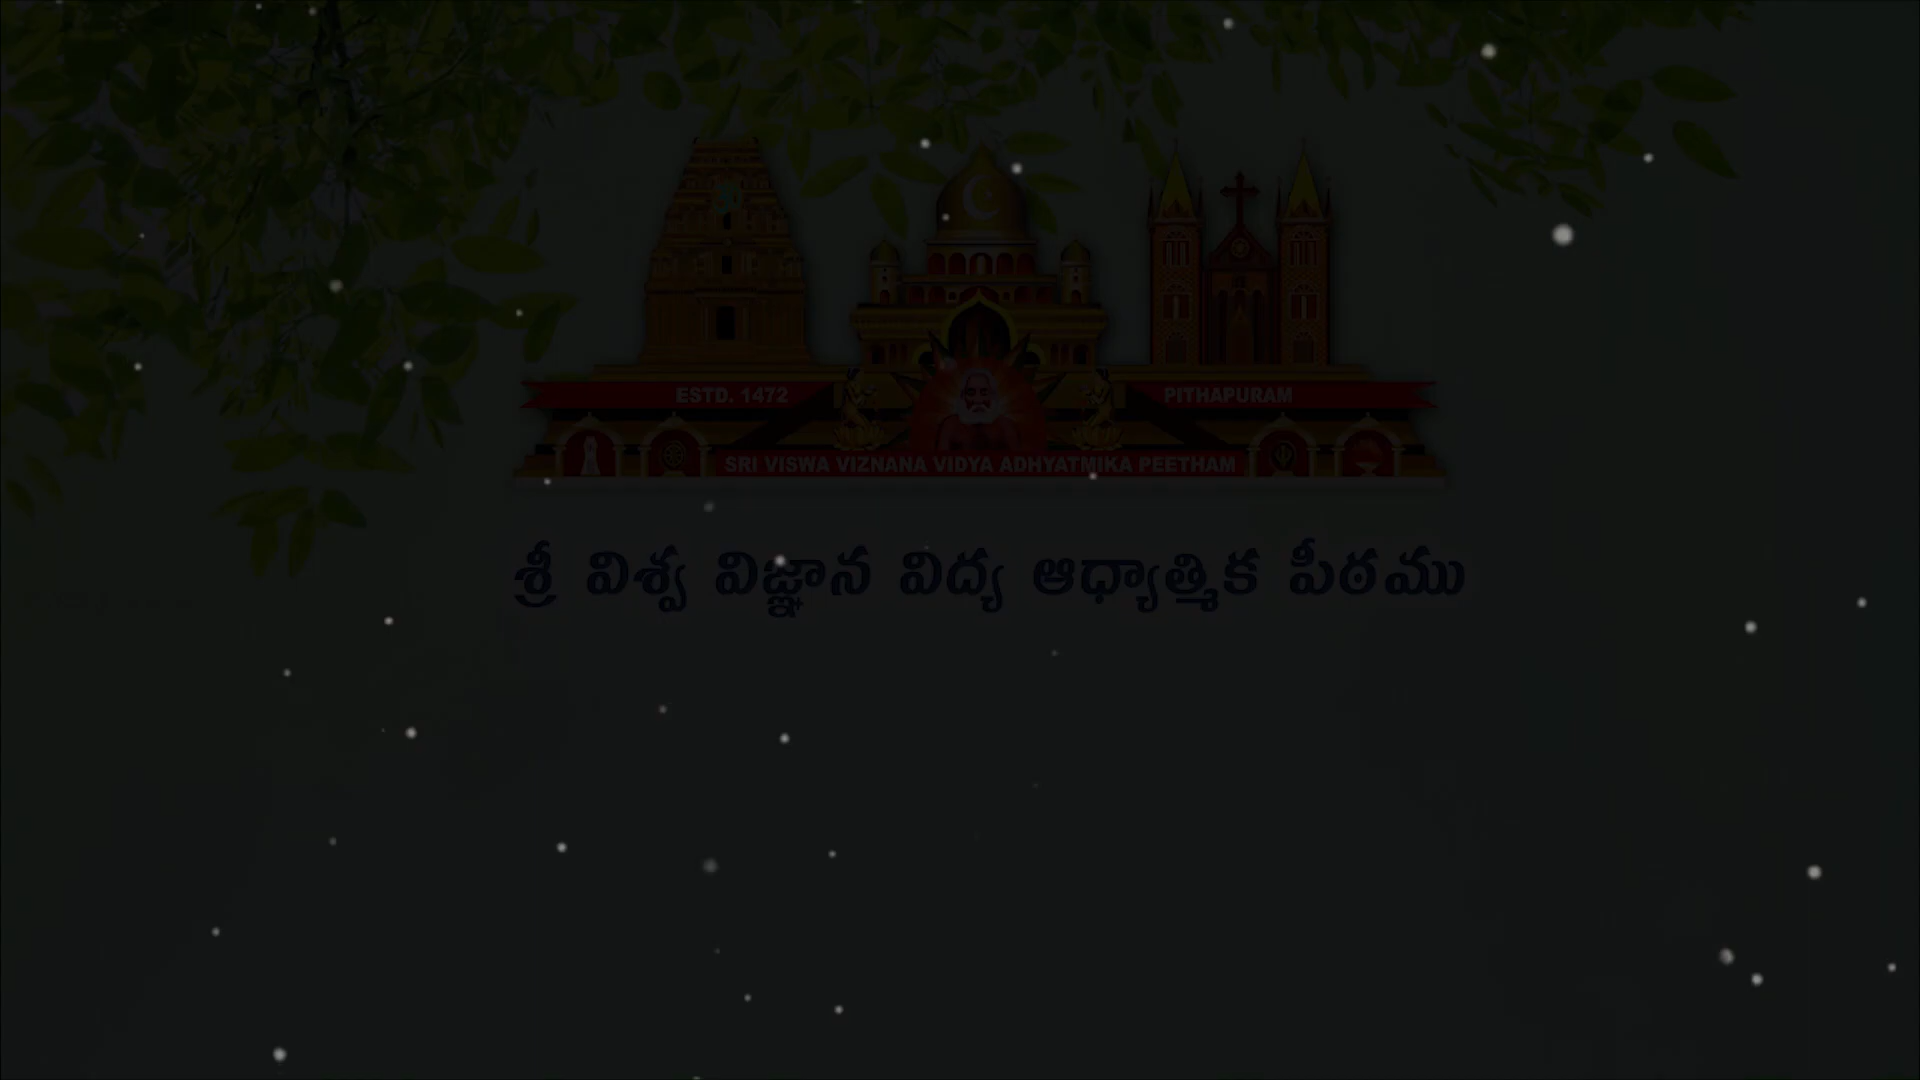 ESTD. 1472 PITHAPURAM
SRI VISWA VIZNANA VIDYA ADHYATMIKA PEETHAM
శ్రీ విశ్వ విజ్ఞాన విద్య ఆధ్యాత్మిక పీఠము